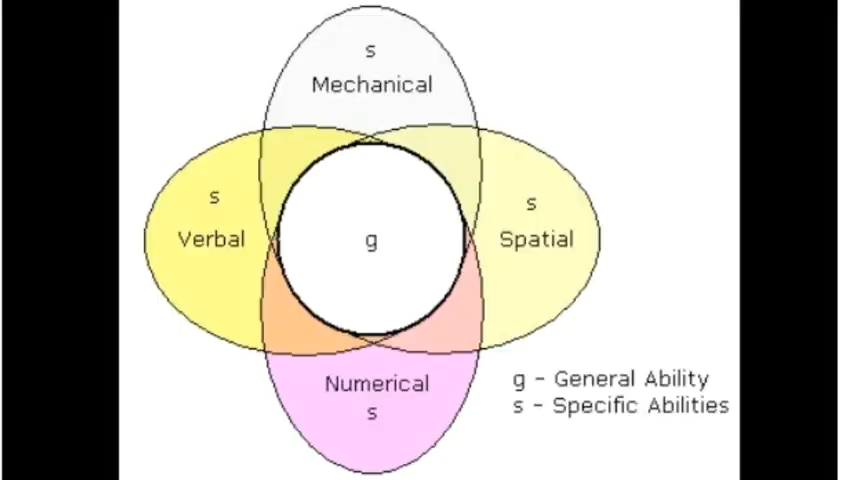 s
Mechanical
s
Verbal
g
s
Spatial
Numerical
s
g - General Ability
s - Specific Abilities